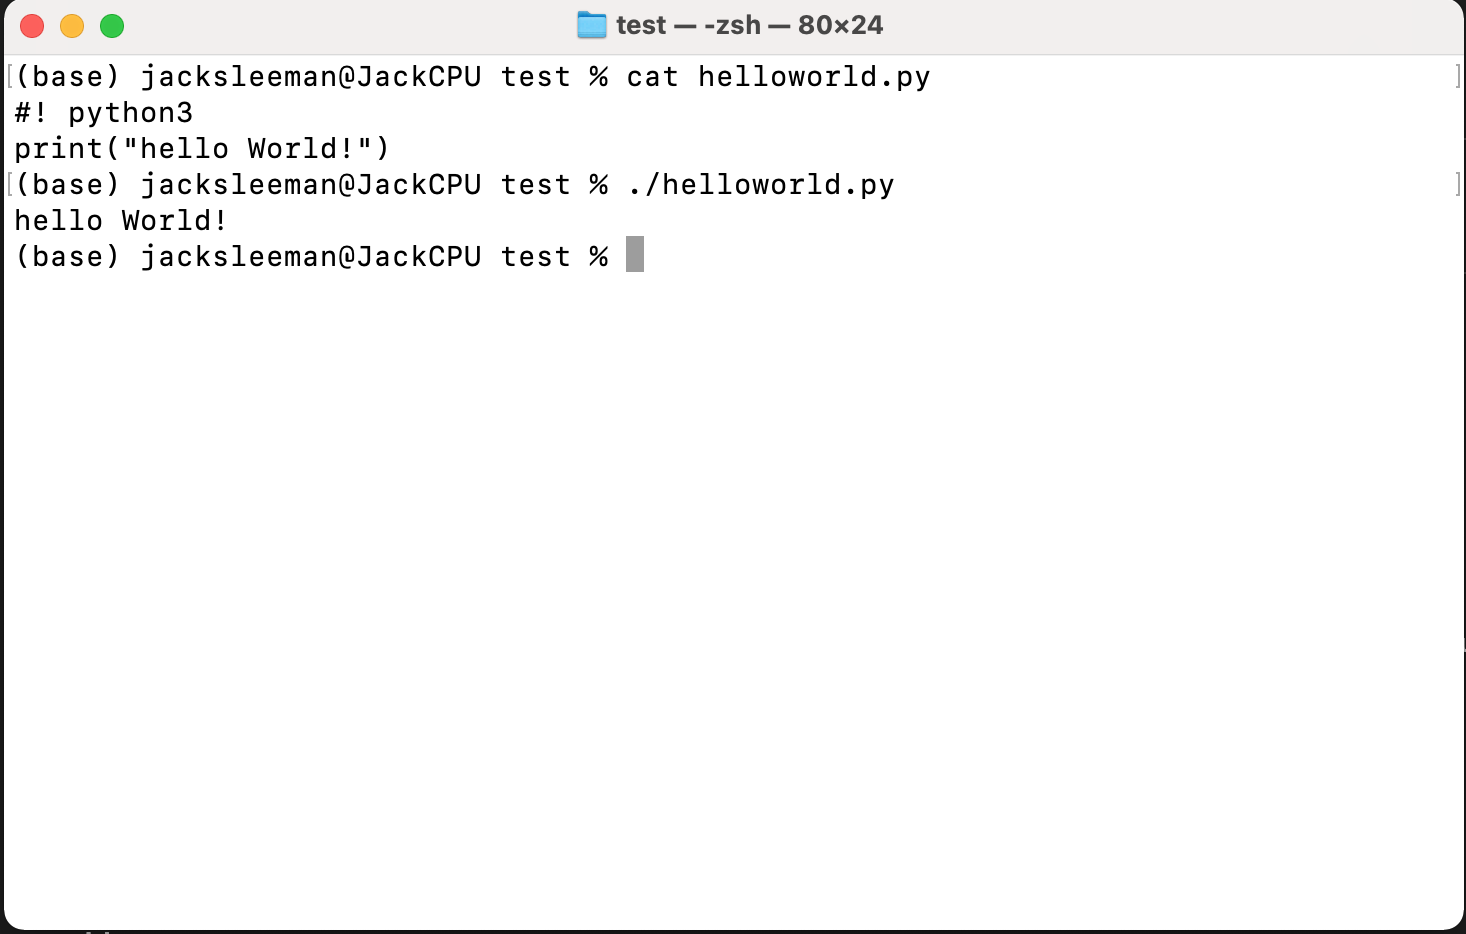 test — -zsh — 80×24
(base) jacksleeman@JackCPU test % cat helloworld.py
#! python3
print("hello World!")
(base) jacksleeman@JackCPU test % ./helloworld.py
hello World!
(base) jacksleeman@JackCPU test %